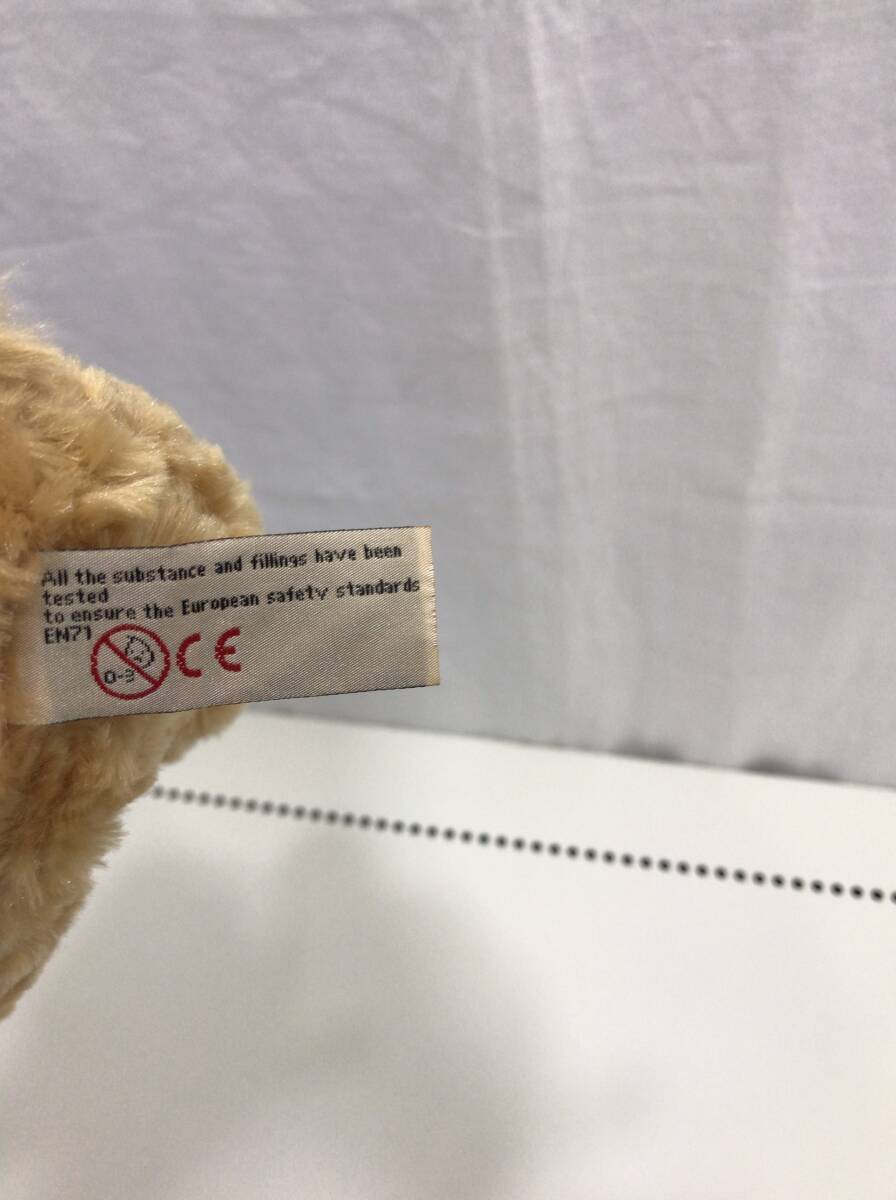 All the substance and fillings have been
tested
to ensure the European safety standards
EN71
0-3 CE